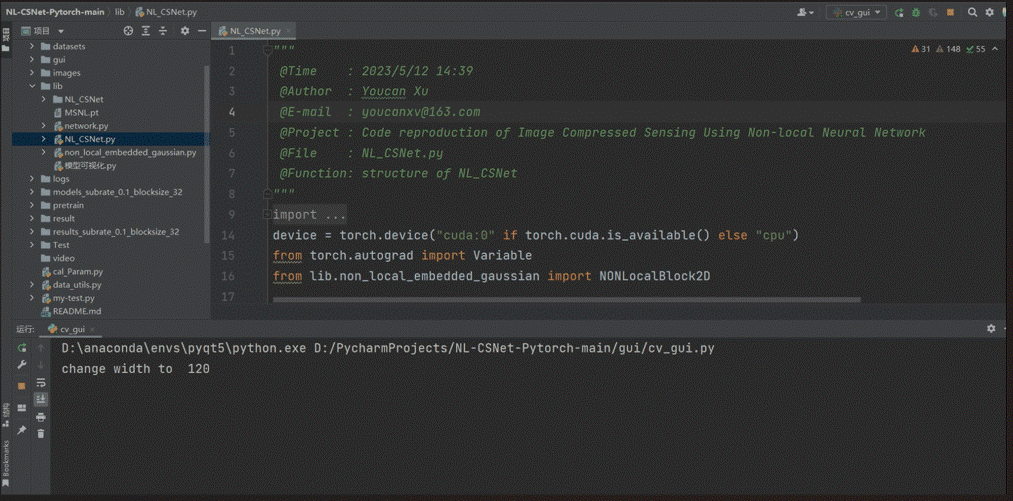 NL-CSNet-Pytorch-main › lib › NL_CSNet.py
cv_gui
项目
NL_CSNet.py
datasets
gui
images
lib
NL_CSNet
MSNL.pt
network.py
NL_CSNet.py
non_local_embedded_gaussian.py
模型可视化.py
logs
models_subrate_0.1_blocksize_32
pretrain
result
results_subrate_0.1_blocksize_32
Test
video
cal_Param.py
data_utils.py
my-test.py
README.md
31 148 55
1 """
2 @Time : 2023/5/12 14:39
3 @Author : Youcan Xu
4 @E-mail : youcanxv@163.com
5 @Project : Code reproduction of Image Compressed Sensing Using Non-local Neural Network
6 @File : NL_CSNet.py
7 @Function: structure of NL_CSNet
8 """
9 import ...
14 device = torch.device("cuda:0" if torch.cuda.is_available() else "cpu")
15 from torch.autograd import Variable
16 from lib.non_local_embedded_gaussian import NONLocalBlock2D
17
运行: cv_gui
D:\anaconda\envs\pyqt5\python.exe D:/PycharmProjects/NL-CSNet-Pytorch-main/gui/cv_gui.py
change width to 120
结构
Bookmarks